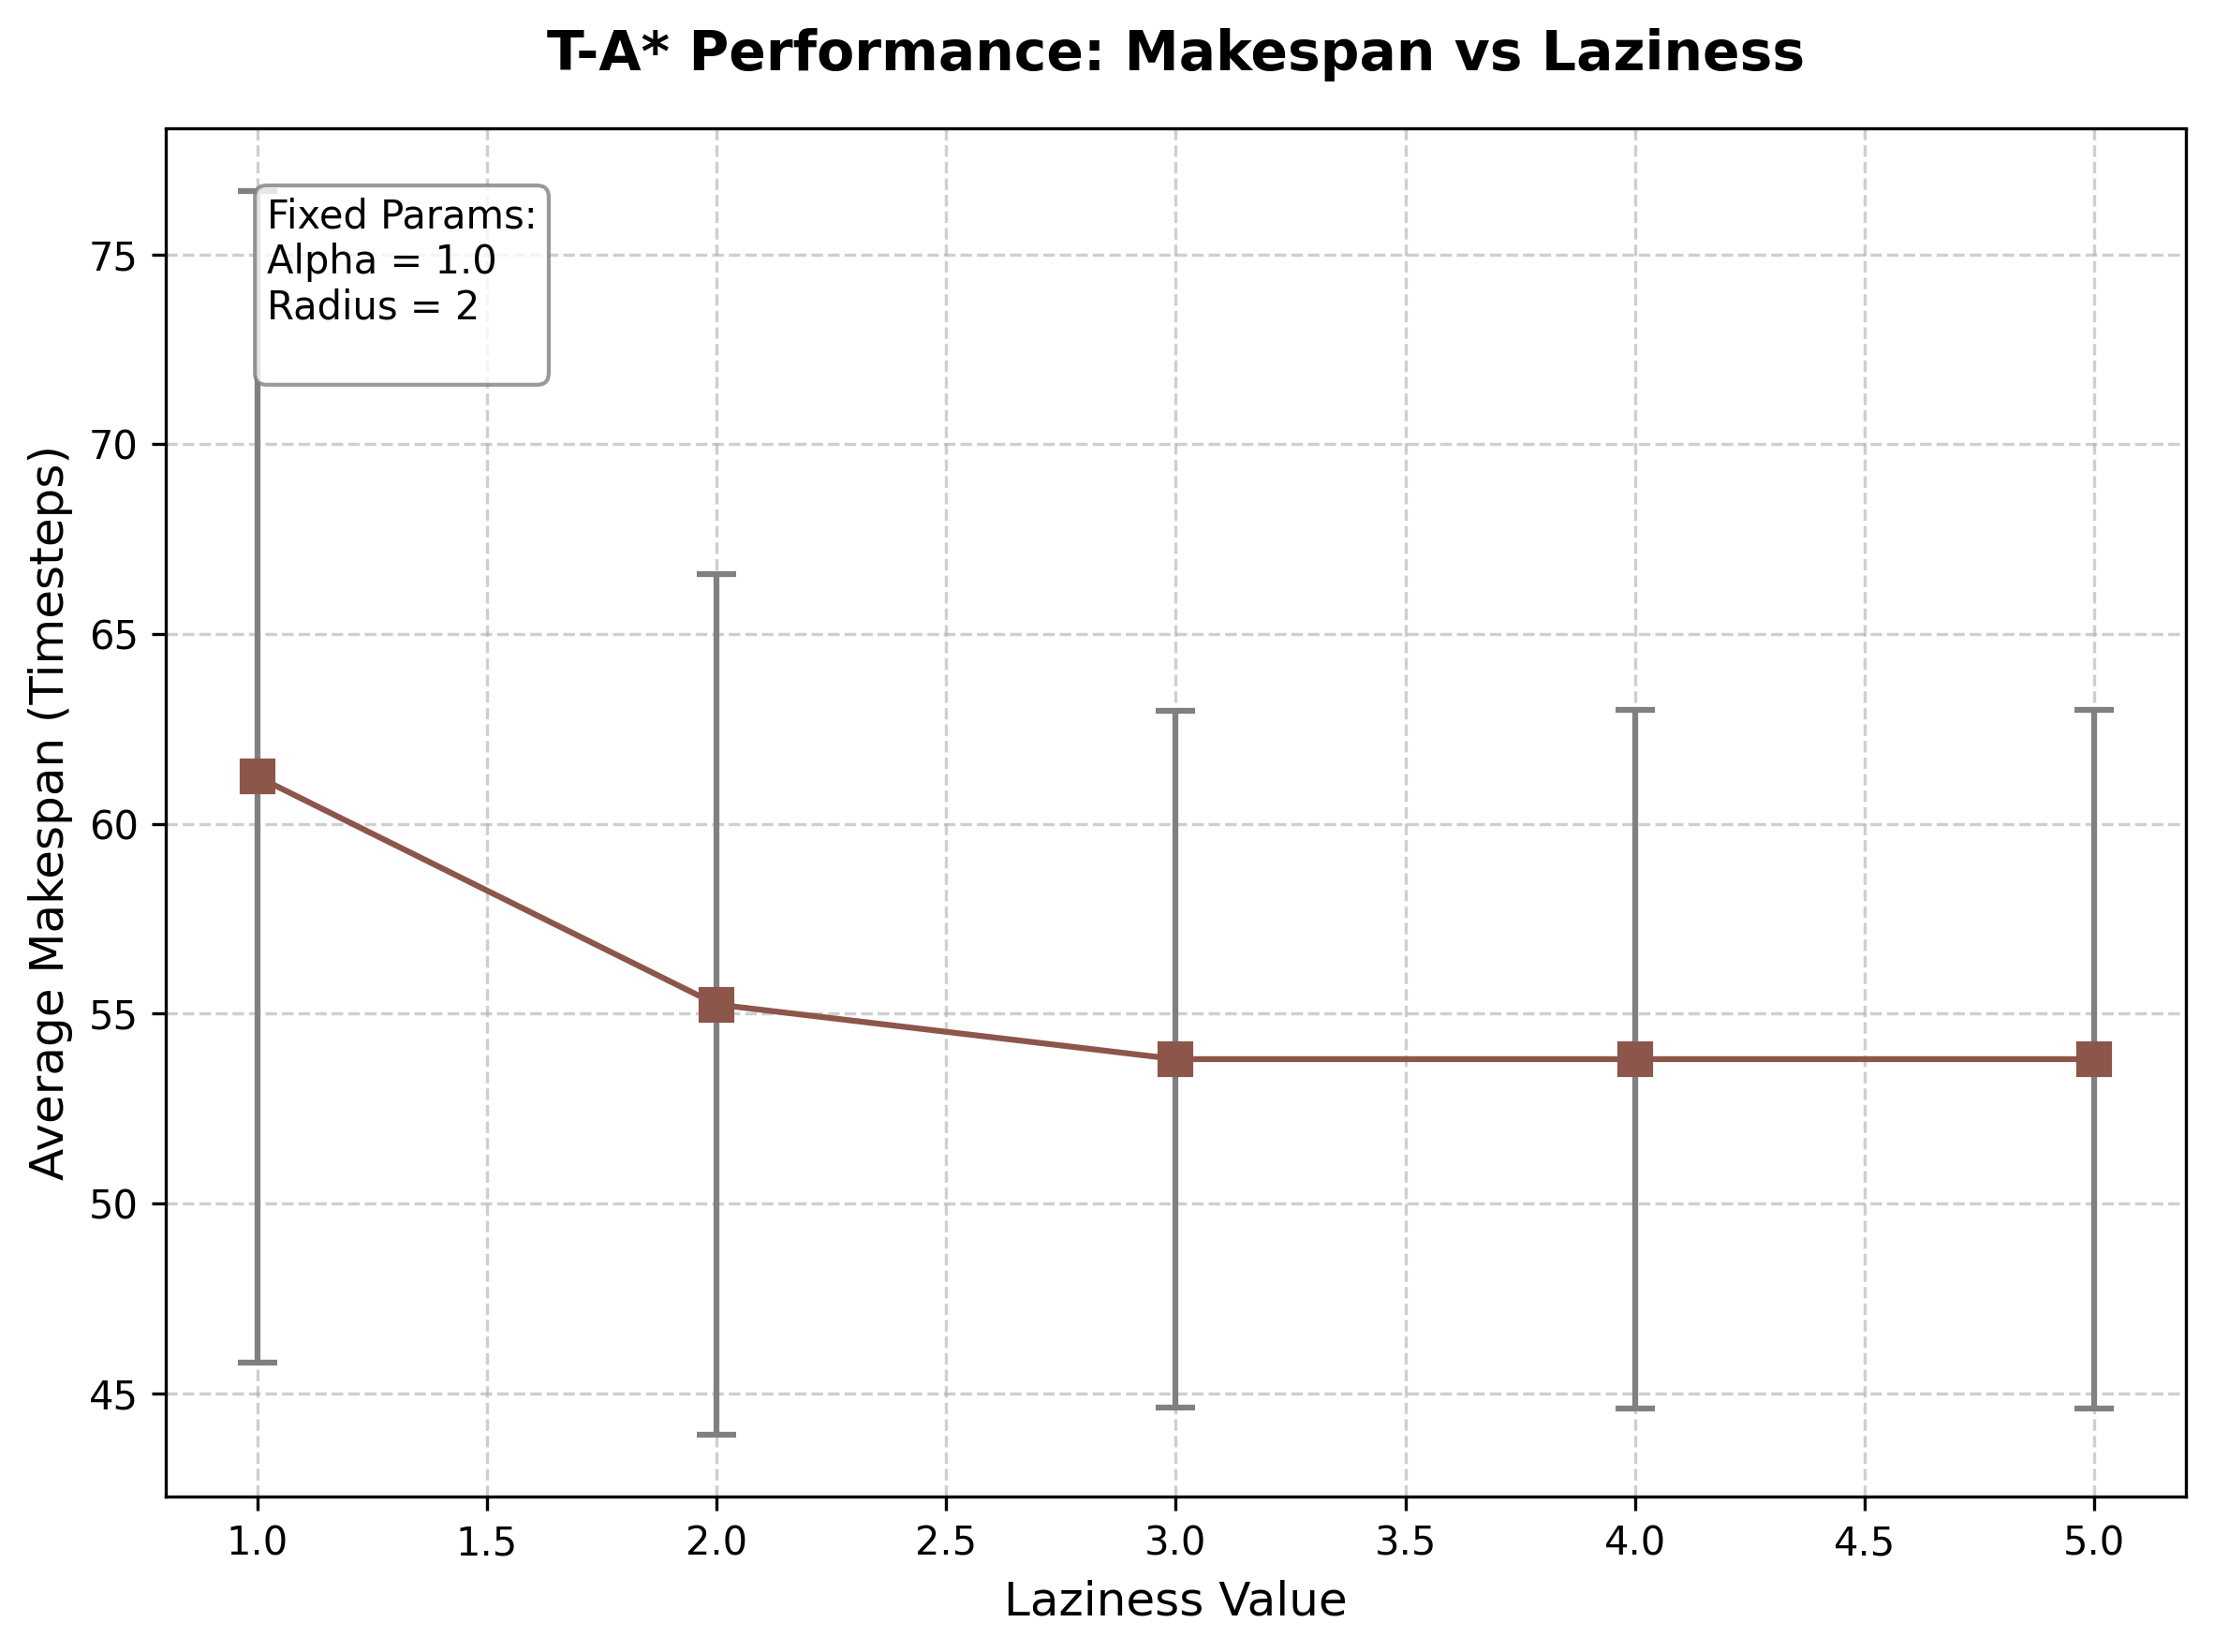 T-A* Performance: Makespan vs Laziness
Fixed Params:
Alpha = 1.0
Radius = 2
Average Makespan (Timesteps)
75
70
65
60
55
50
45
1.0 1.5 2.0 2.5 3.0 3.5 4.0 4.5 5.0
Laziness Value